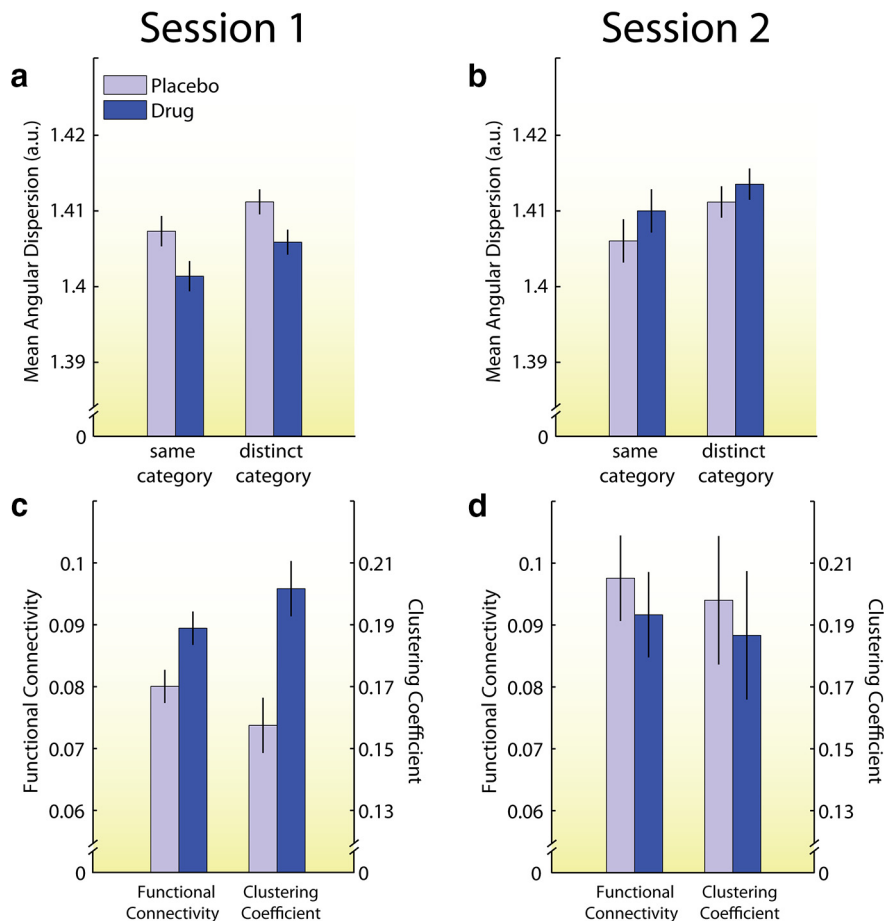 Session 1
Session 2
a
Placebo
Drug
Mean Angular Dispersion (a.u.)
1.42
1.41
1.4
1.39
0
same
category
distinct
category
b
Mean Angular Dispersion (a.u.)
1.42
1.41
1.4
1.39
0
same
category
distinct
category
c
Functional Connectivity
0.1
0.09
0.08
0.07
0.06
0
0.21
0.19
0.17
0.15
0.13
0
Clustering Coefficient
Functional
Connectivity
Clustering
Coefficient
d
Functional Connectivity
0.1
0.09
0.08
0.07
0.06
0
0.21
0.19
0.17
0.15
0.13
0
Clustering Coefficient
Functional
Connectivity
Clustering
Coefficient